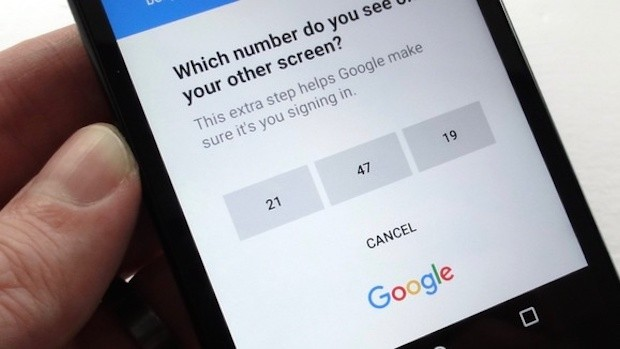 Which number do you see
your other screen?
This extra step helps Google make
sure it's you signing in.
21 47 19
CANCEL
Google